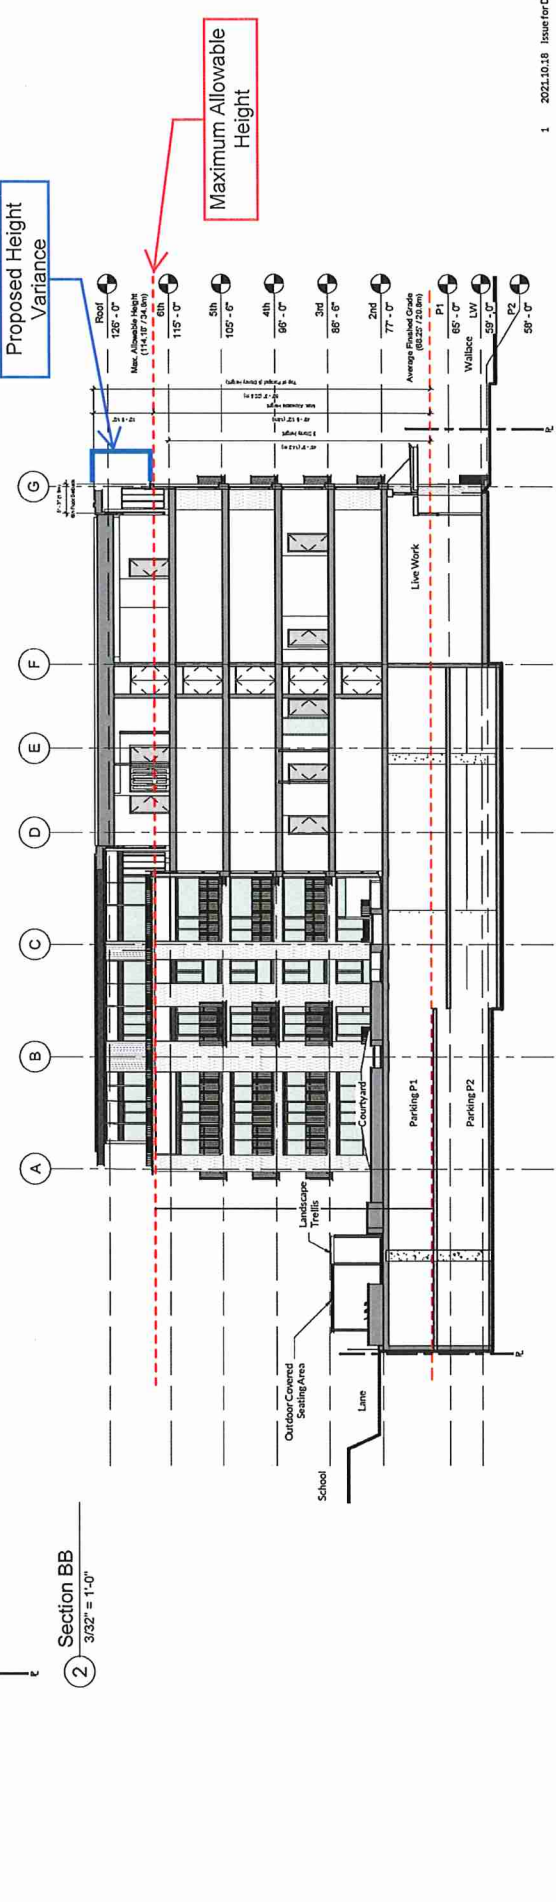 2
Section BB
3/32" = 1'-0"
School
Lane
Outdoor Covered
Seating Area
Landscape
Trellis
A
B
C
D
E
F
G
Courtyard
Parking P1
Parking P2
Live Work
Wallace
Proposed Height
Variance
Maximum Allowable
Height
Roof
126' - 0"
Max. Allowable Height
(114.10' / 34.8m)
6th
115' - 0"
5th
105' - 6"
4th
96' - 0"
3rd
86' - 6"
2nd
77' - 0"
Average Finished Grade
(68.25' / 20.8m)
P1
65' - 0"
LW
59' - 0"
P2
58' - 0"
1 2021.10.18 Issue for D